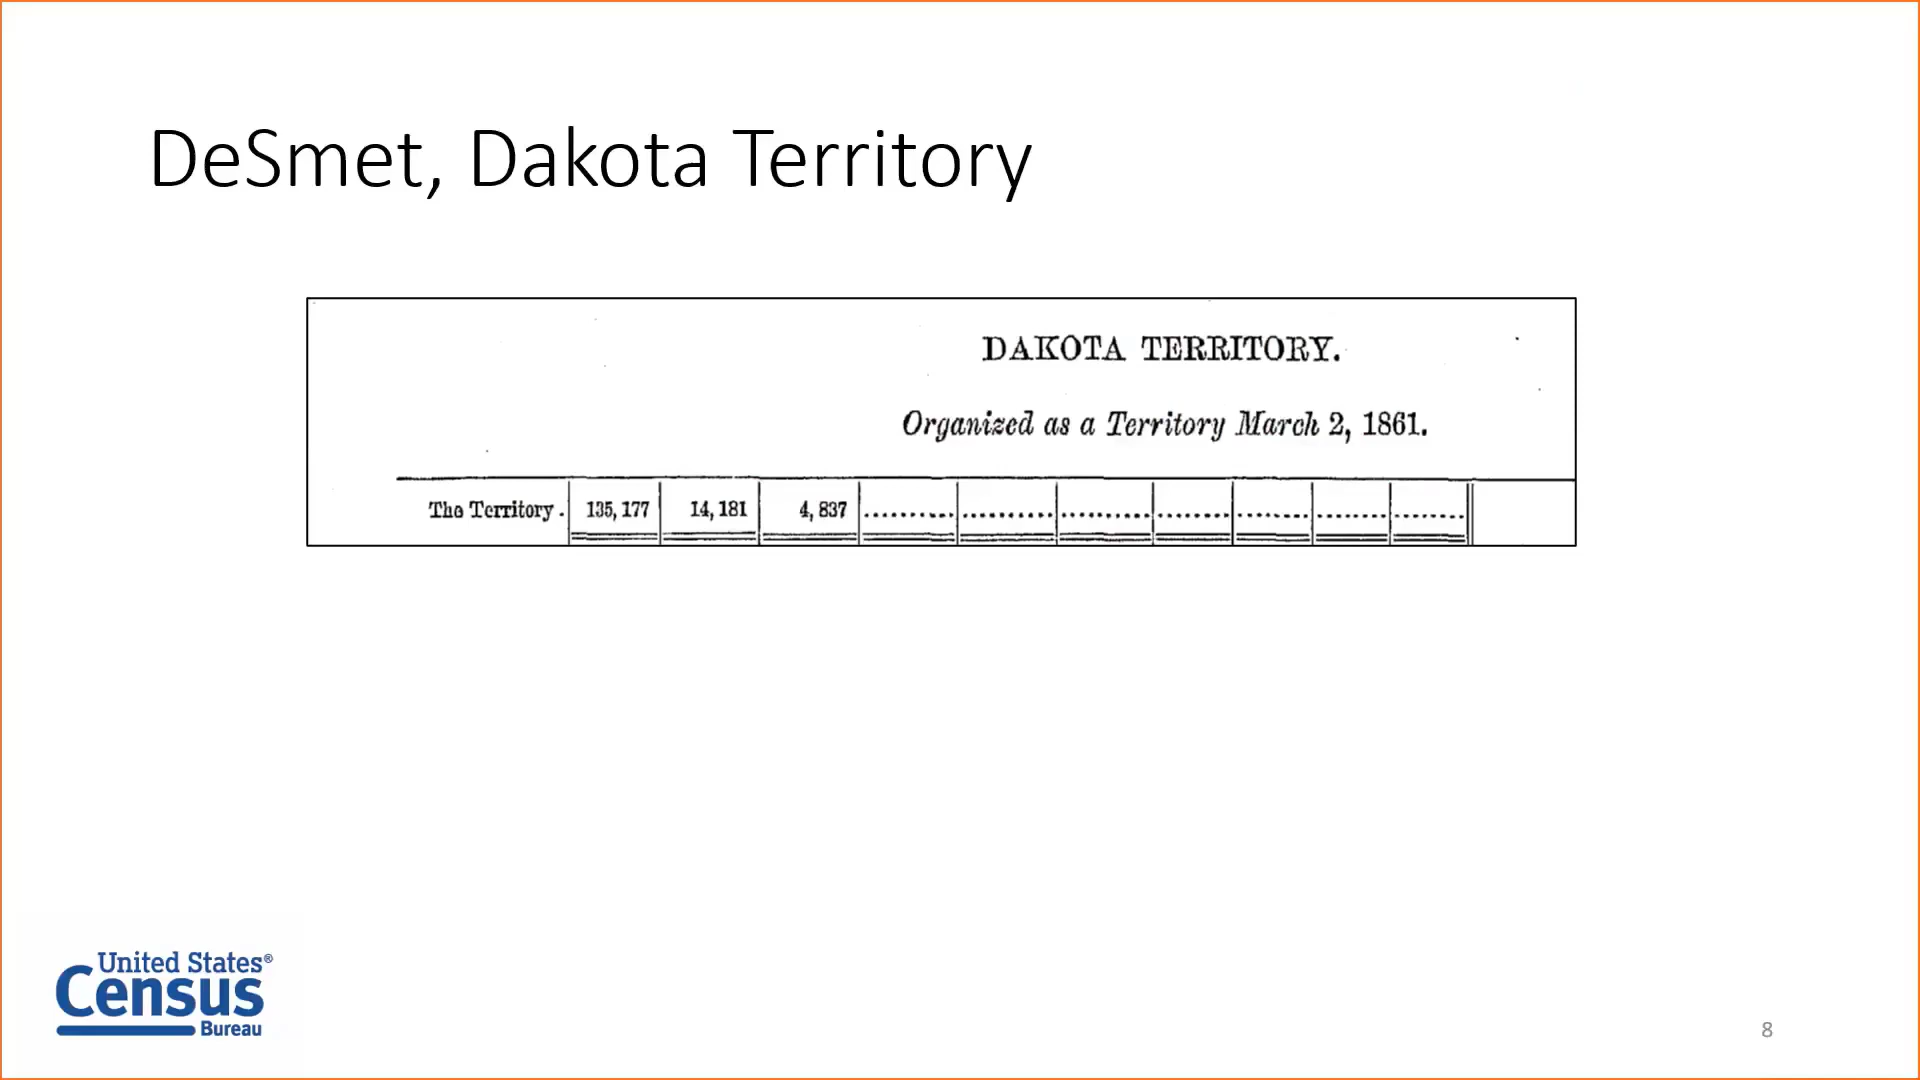 DeSmet, Dakota Territory
DAKOTA TERRITORY.
Organized as a Territory March 2, 1861.
The Territory . 135,177 14,181 4,837 .......... .......... .......... ........ ........ ........ ........
United States®
Census
Bureau
8